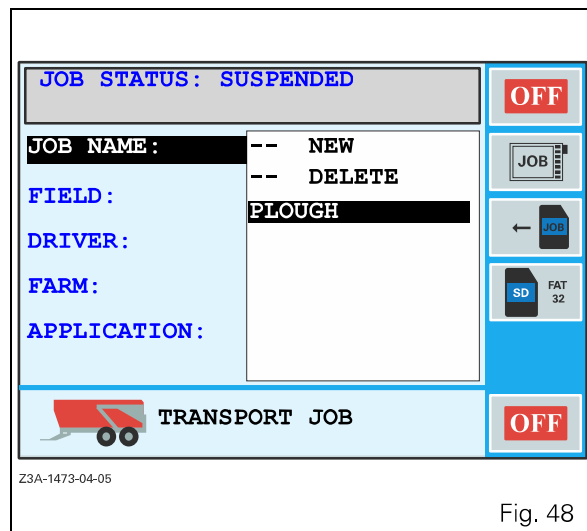 JOB STATUS: SUSPENDED
OFF
JOB NAME:
-- NEW
-- DELETE
PLOUGH
FIELD:
DRIVER:
FARM:
APPLICATION:
JOB
← JOB
SD FAT 32
TRANSPORT JOB
OFF
Z3A-1473-04-05
Fig. 48